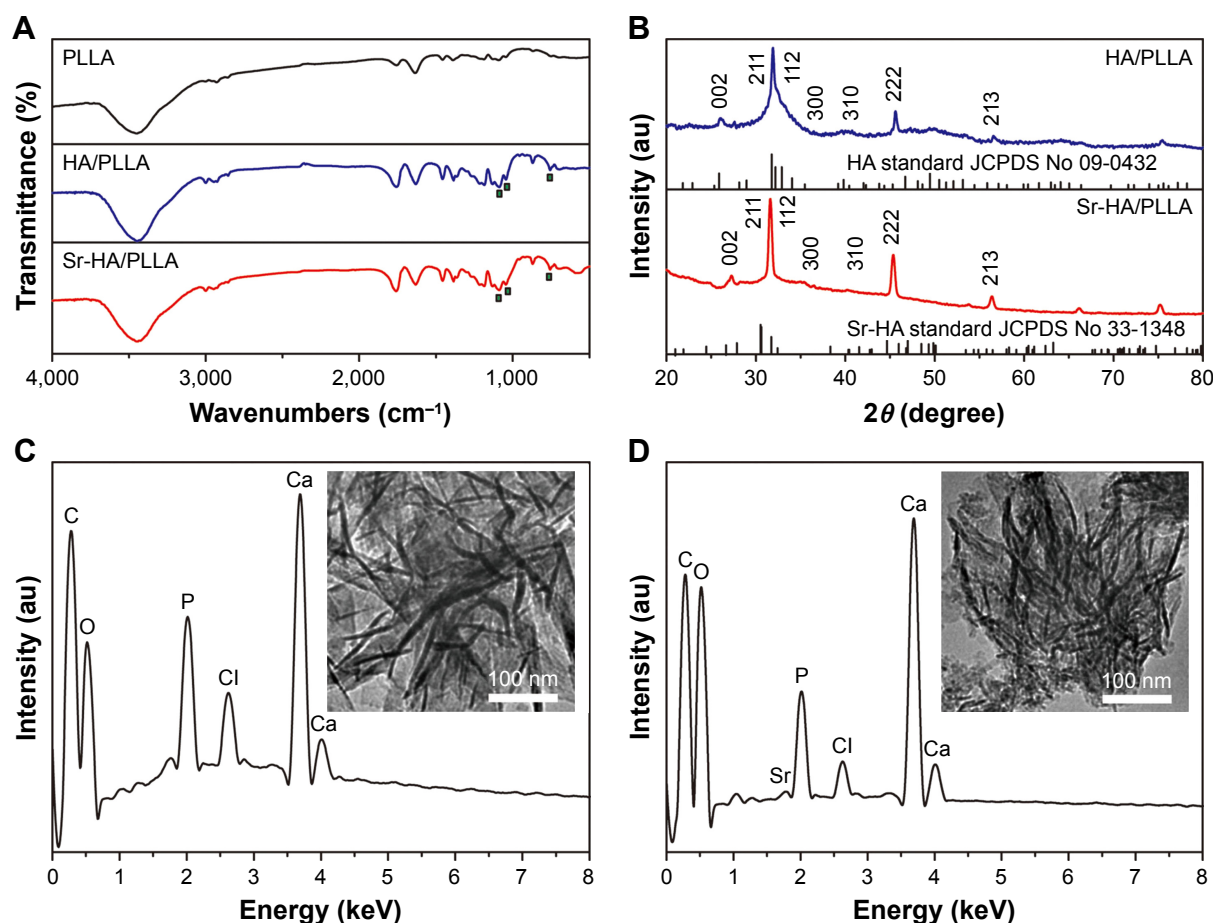 A
PLLA
HA/PLLA
Sr-HA/PLLA
Transmittance (%)
4,000 3,000 2,000 1,000
Wavenumbers (cm⁻¹)
B
HA/PLLA
002 211 112 300 310 222 213
HA standard JCPDS No 09-0432
Sr-HA/PLLA
002 211 112 300 310 222 213
Sr-HA standard JCPDS No 33-1348
Intensity (au)
20 30 40 50 60 70 80
2θ (degree)
C
C O P Cl Ca Ca
100 nm
Intensity (au)
0 1 2 3 4 5 6 7 8
Energy (keV)
D
C O Sr P Cl Ca Ca
100 nm
Intensity (au)
0 1 2 3 4 5 6 7 8
Energy (keV)